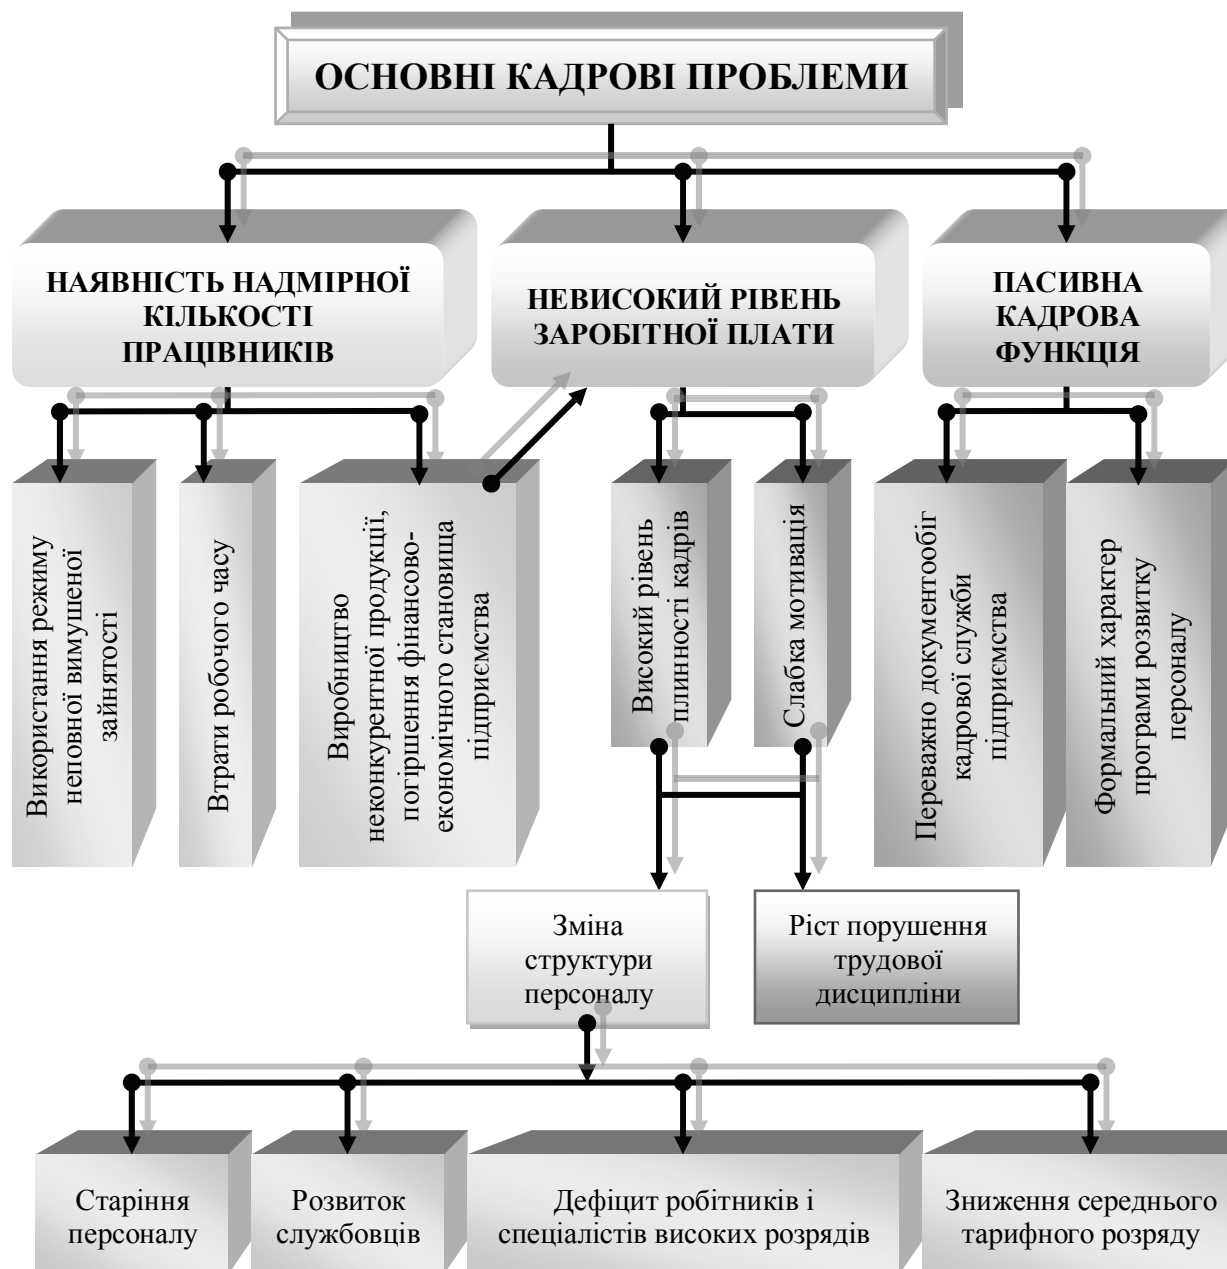 ОСНОВНІ КАДРОВІ ПРОБЛЕМИ
НАЯВНІСТЬ НАДМІРНОЇ
КІЛЬКОСТІ
ПРАЦІВНИКІВ
НЕВИСОКИЙ РІВЕНЬ
ЗАРОБІТНОЇ ПЛАТИ
ПАСИВНА
КАДРОВА
ФУНКЦІЯ
Використання режиму
неповної вимушеної
зайнятості
Втрати робочого часу
Виробництво
неконкурентної продукції,
погіршення фінансово-
економічного становища
підприємства
Високий рівень
плинності кадрів
Слабка мотивація
Переважно документообіг
кадрової служби
підприємства
Формальний характер
програми розвитку
персоналу
Зміна
структури
персоналу
Ріст порушення
трудової
дисципліни
Старіння
персоналу
Розвиток
службовців
Дефіцит робітників і
спеціалістів високих розрядів
Зниження середнього
тарифного розряду